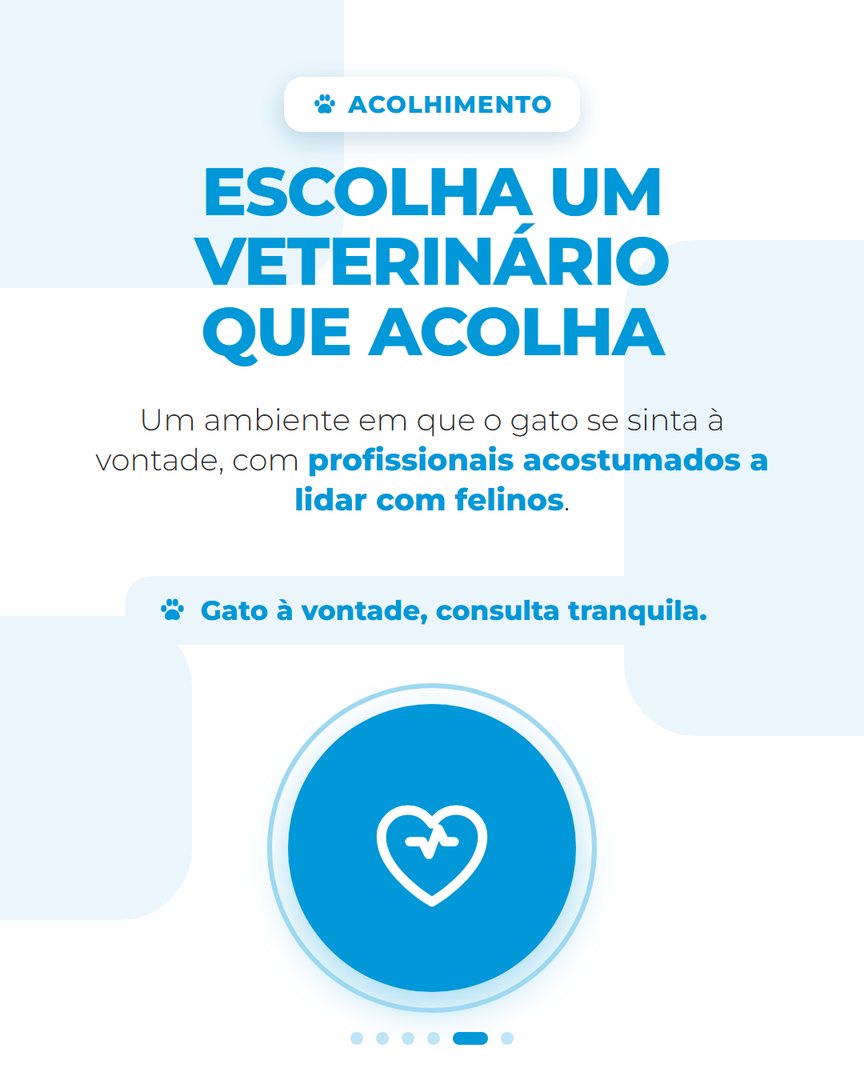 ACOLHIMENTO
ESCOLHA UM
VETERINÁRIO
QUE ACOLHA
Um ambiente em que o gato se sinta à
vontade, com profissionais acostumados a
lidar com felinos.
Gato à vontade, consulta tranquila.